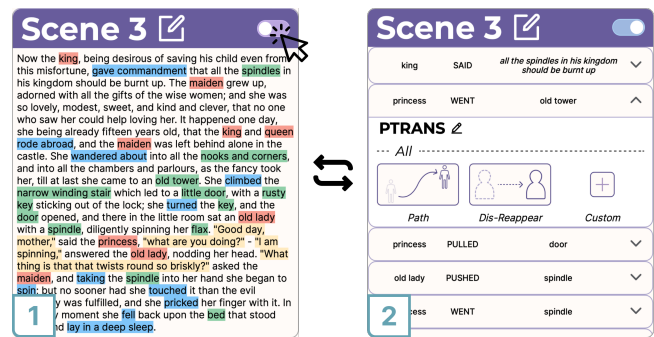 Scene 3
Now the king, being desirous of saving his child even from
this misfortune, gave commandment that all the spindles in
his kingdom should be burnt up. The maiden grew up,
adorned with all the gifts of the wise women; and she was
so lovely, modest, sweet, and kind and clever, that no one
who saw her could help loving her. It happened one day,
she being already fifteen years old, that the king and queen
rode abroad, and the maiden was left behind alone in the
castle. She wandered about into all the nooks and corners,
and into all the chambers and parlours, as the fancy took
her, till at last she came to an old tower. She climbed the
narrow winding stair which led to a little door, with a rusty
key sticking out of the lock; she turned the key, and the
door opened, and there in the little room sat an old lady
with a spindle, diligently spinning her flax. "Good day,
mother," said the princess, "what are you doing?" - "I am
spinning," answered the old lady, nodding her head. "What
thing is that that twists round so briskly?" asked the
maiden, and taking the spindle into her hand she began to
spin; but no sooner had she touched it than the evil
was fulfilled, and she pricked her finger with it. In
moment she fell back upon the bed that stood
lay in a deep sleep.
1
Scene 3
king SAID all the spindles in his kingdom
should be burnt up
princess WENT old tower
PTRANS
All
Path Dis-Reappear Custom
princess PULLED door
old lady PUSHED spindle
WENT spindle
2